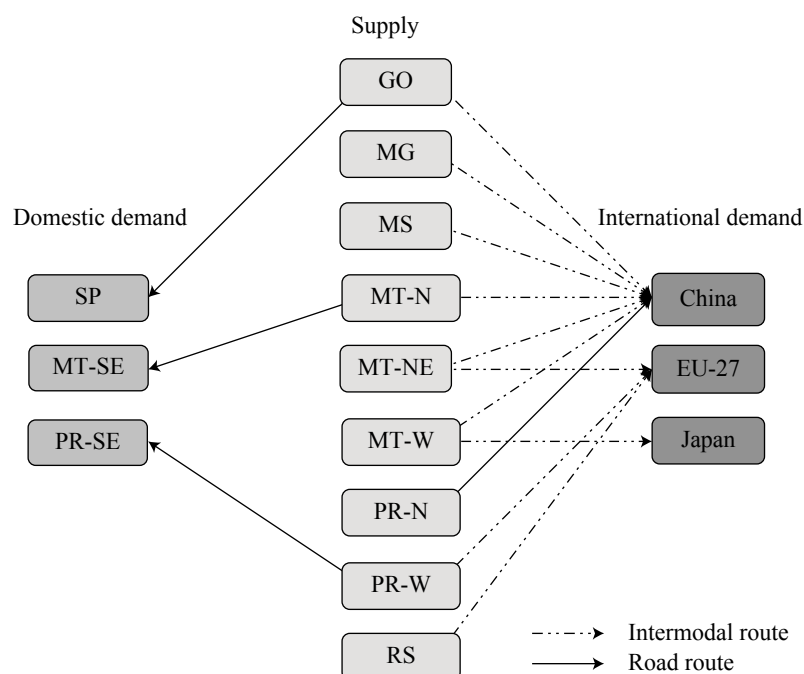 Supply
GO
MG
Domestic demand
MS
International demand
SP
MT-N
China
MT-SE
MT-NE
EU-27
PR-SE
MT-W
Japan
PR-N
PR-W
RS
Intermodal route
Road route